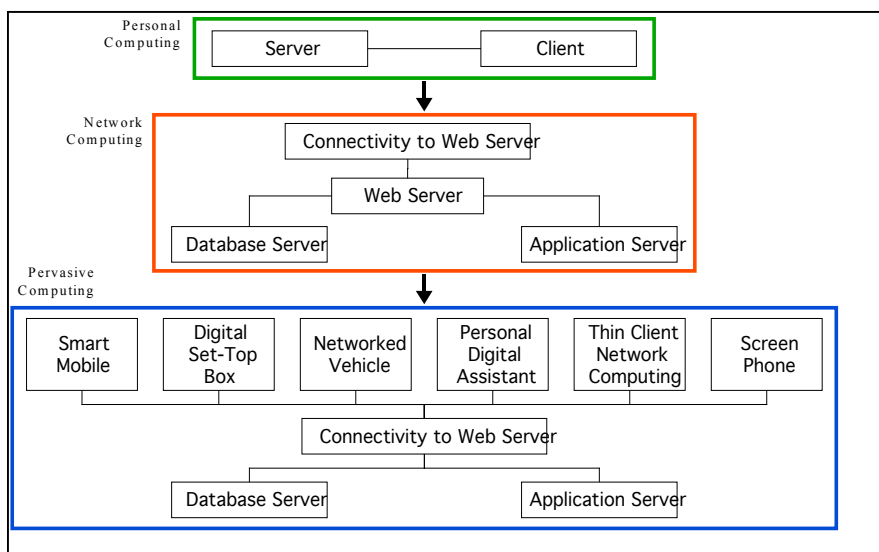 Personal
Computing
Server
Client
Network
Computing
Connectivity to Web Server
Web Server
Database Server
Application Server
Pervasive
Computing
Smart
Mobile
Digital
Set-Top
Box
Networked
Vehicle
Personal
Digital
Assistant
Thin Client
Network
Computing
Screen
Phone
Connectivity to Web Server
Database Server
Application Server